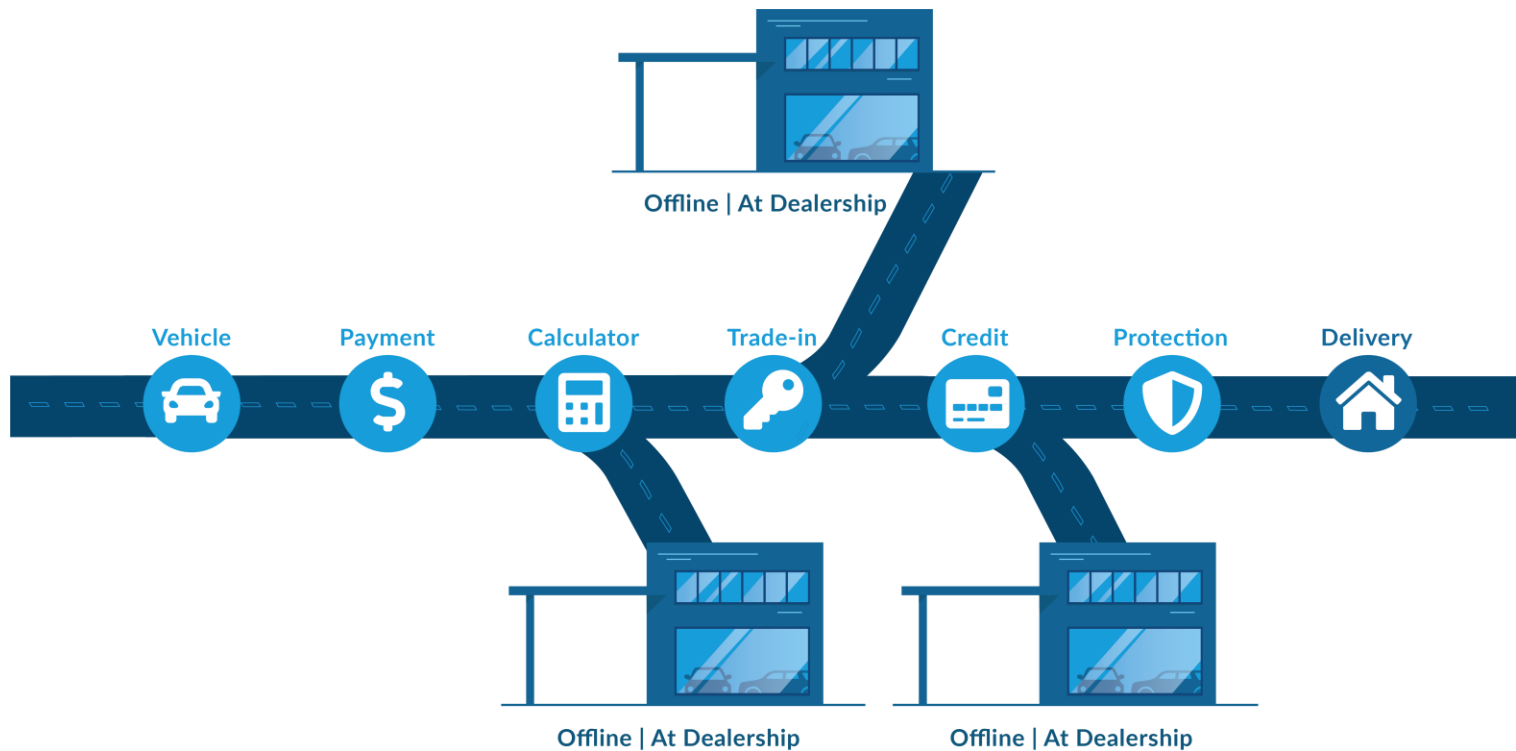 Offline | At Dealership
Vehicle
Payment
Calculator
Trade-in
Credit
Protection
Delivery
Offline | At Dealership
Offline | At Dealership